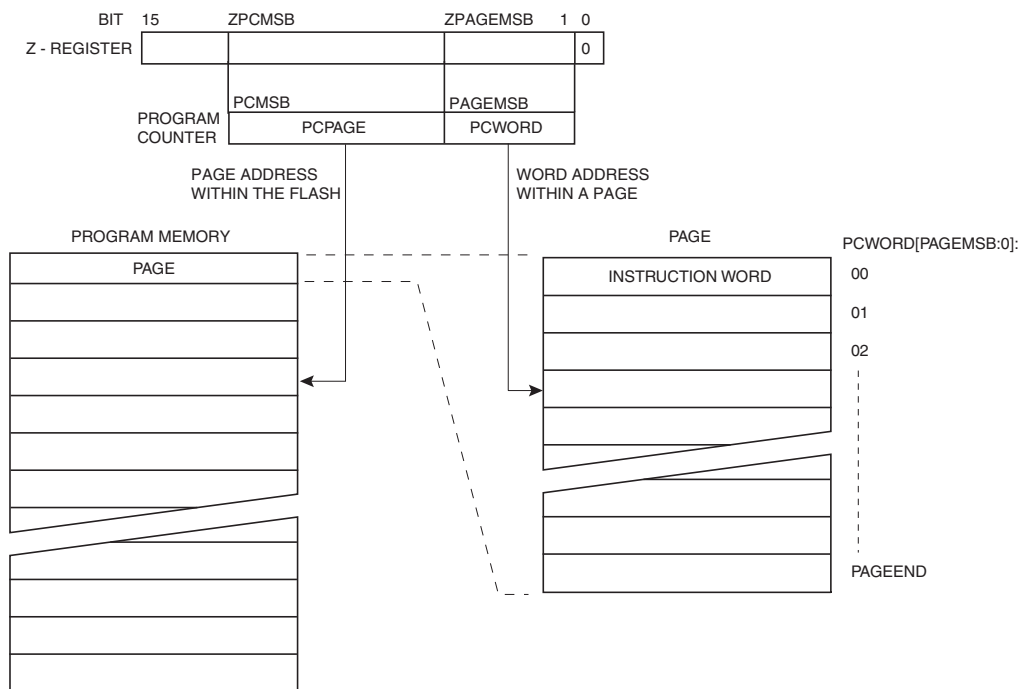 BIT 15 ZPCMSB ZPAGEMSB 1 0
Z - REGISTER 0
PCMSB PAGEMSB
PROGRAM
COUNTER
PCPAGE PCWORD
PAGE ADDRESS
WITHIN THE FLASH
WORD ADDRESS
WITHIN A PAGE
PROGRAM MEMORY
PAGE
PAGE
INSTRUCTION WORD
PCWORD[PAGEMSB:0]:
00
01
02
PAGEEND